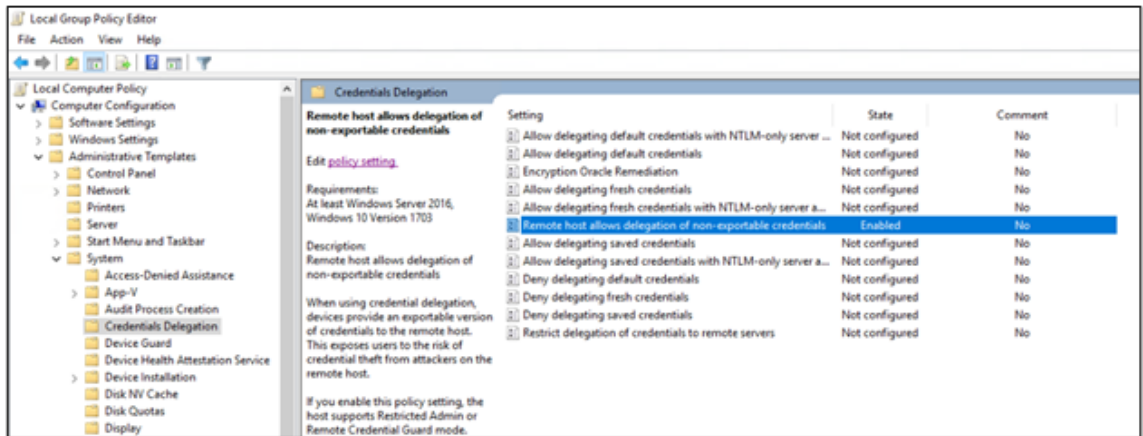 Local Group Policy Editor
File Action View Help
Local Computer Policy
Computer Configuration
Software Settings
Windows Settings
Administrative Templates
Control Panel
Network
Printers
Server
Start Menu and Taskbar
System
Access-Denied Assistance
App-V
Audit Process Creation
Credentials Delegation
Device Guard
Device Health Attestation Service
Device Installation
Disk NV Cache
Disk Quotas
Display
Credentials Delegation
Remote host allows delegation of
non-exportable credentials
Edit policy setting
Requirements:
At least Windows Server 2016,
Windows 10 Version 1703
Description:
Remote host allows delegation of
non-exportable credentials
When using credential delegation,
devices provide an exportable version
of credentials to the remote host.
This exposes users to the risk of
credential theft from attackers on the
remote host.
If you enable this policy setting, the
host supports Restricted Admin or
Remote Credential Guard mode.
Setting State Comment
Allow delegating default credentials with NTLM-only server ... Not configured No
Allow delegating default credentials Not configured No
Encryption Oracle Remediation Not configured No
Allow delegating fresh credentials Not configured No
Allow delegating fresh credentials with NTLM-only server a... Not configured No
Remote host allows delegation of non-exportable credentials Enabled No
Allow delegating saved credentials Not configured No
Allow delegating saved credentials with NTLM-only server a... Not configured No
Deny delegating default credentials Not configured No
Deny delegating fresh credentials Not configured No
Deny delegating saved credentials Not configured No
Restrict delegation of credentials to remote servers Not configured No